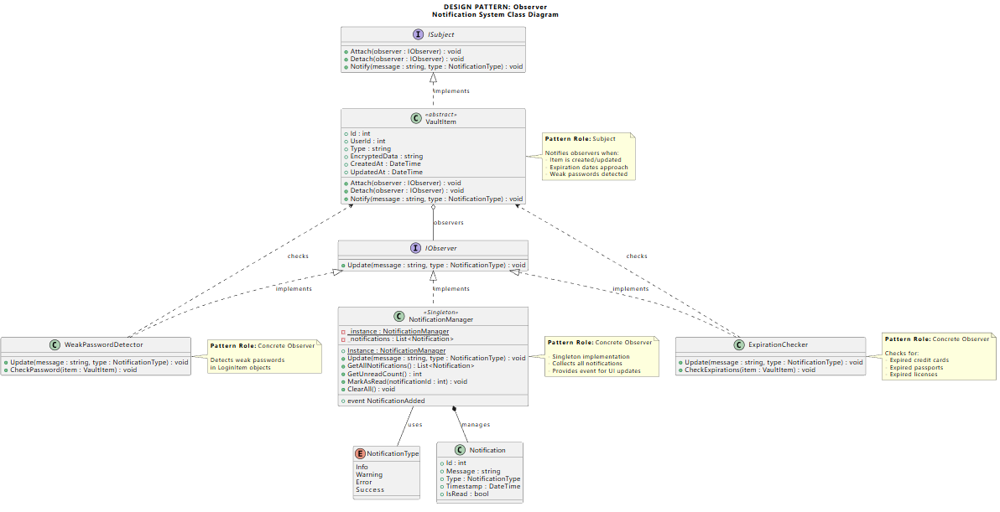 DESIGN PATTERN: Observer
Notification System Class Diagram
I ISubject
Attach(observer : IObserver) : void
Detach(observer : IObserver) : void
Notify(message : string, type : NotificationType) : void
implements
«abstract»
C VaultItem
Id : int
UserId : int
Type : string
EncryptedData : string
CreatedAt : DateTime
UpdatedAt : DateTime
Attach(observer : IObserver) : void
Detach(observer : IObserver) : void
Notify(message : string, type : NotificationType) : void
Pattern Role: Subject
Notifies observers when:
- Item is created/updated
- Expiration dates approach
- Weak passwords detected
observers
I IObserver
Update(message : string, type : NotificationType) : void
checks
checks
implements
implements
implements
C WeakPasswordDetector
Update(message : string, type : NotificationType) : void
CheckPassword(item : VaultItem) : void
Pattern Role: Concrete Observer
Detects weak passwords
in LoginItem objects
«Singleton»
C NotificationManager
_instance : NotificationManager
_notifications : List<Notification>
Instance : NotificationManager
Update(message : string, type : NotificationType) : void
GetAllNotifications() : List<Notification>
GetUnreadCount() : int
MarkAsRead(notificationId : int) : void
ClearAll() : void
event NotificationAdded
Pattern Role: Concrete Observer
- Singleton implementation
- Collects all notifications
- Provides event for UI updates
C ExpirationChecker
Update(message : string, type : NotificationType) : void
CheckExpirations(item : VaultItem) : void
Pattern Role: Concrete Observer
Checks for:
- Expired credit cards
- Expired passports
- Expired licenses
uses
manages
E NotificationType
Info
Warning
Error
Success
C Notification
Id : int
Message : string
Type : NotificationType
Timestamp : DateTime
IsRead : bool